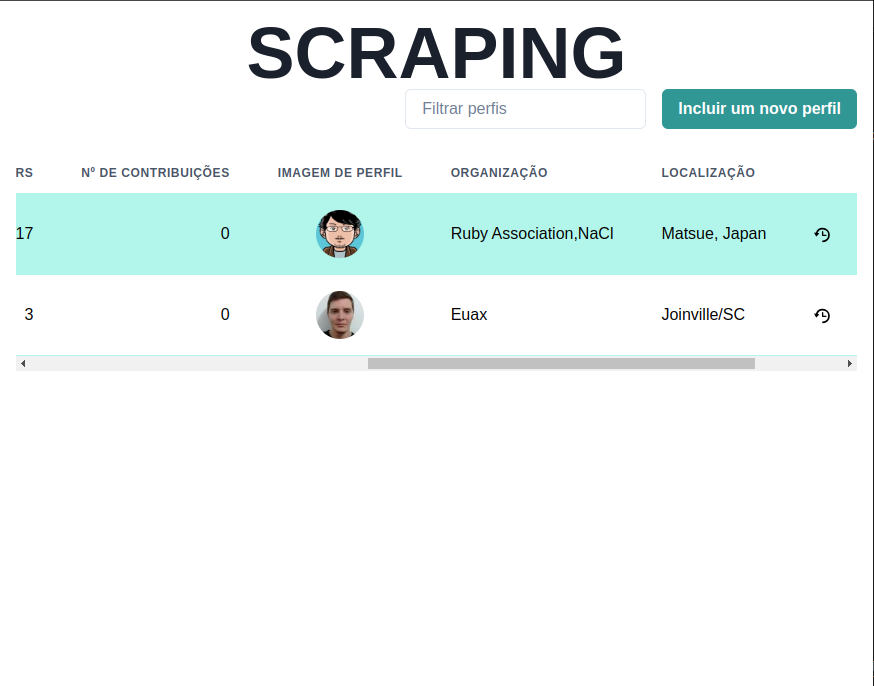 SCRAPING
Filtrar perfis
Incluir um novo perfil
RS Nº DE CONTRIBUIÇÕES IMAGEM DE PERFIL ORGANIZAÇÃO LOCALIZAÇÃO
17 0 Ruby Association,NaCl Matsue, Japan
3 0 Euax Joinville/SC